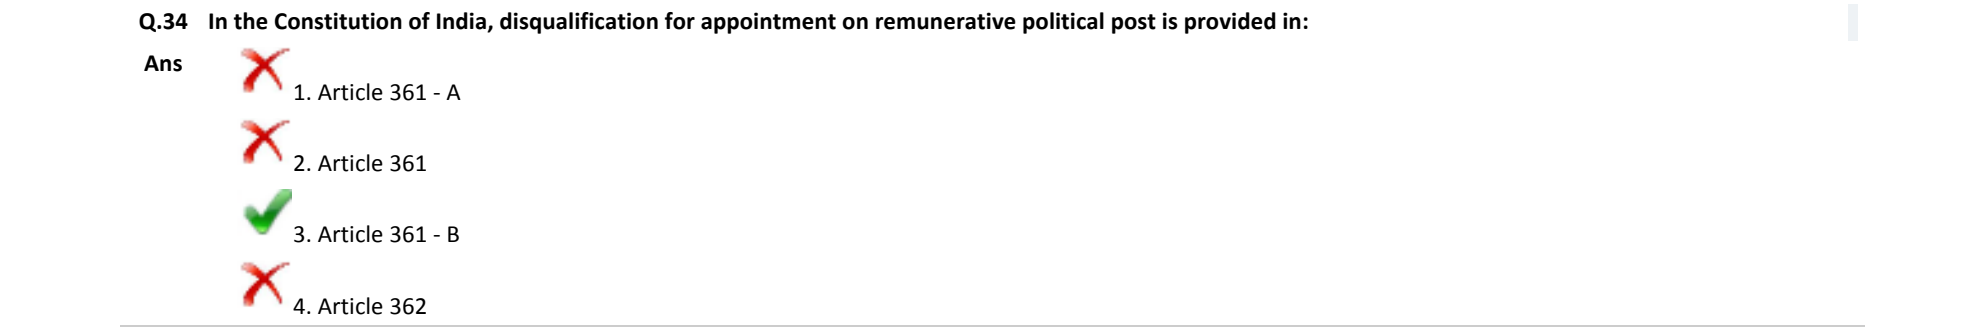 Q.34 In the Constitution of India, disqualification for appointment on remunerative political post is provided in:
Ans
1. Article 361 - A
2. Article 361
3. Article 361 - B
4. Article 362